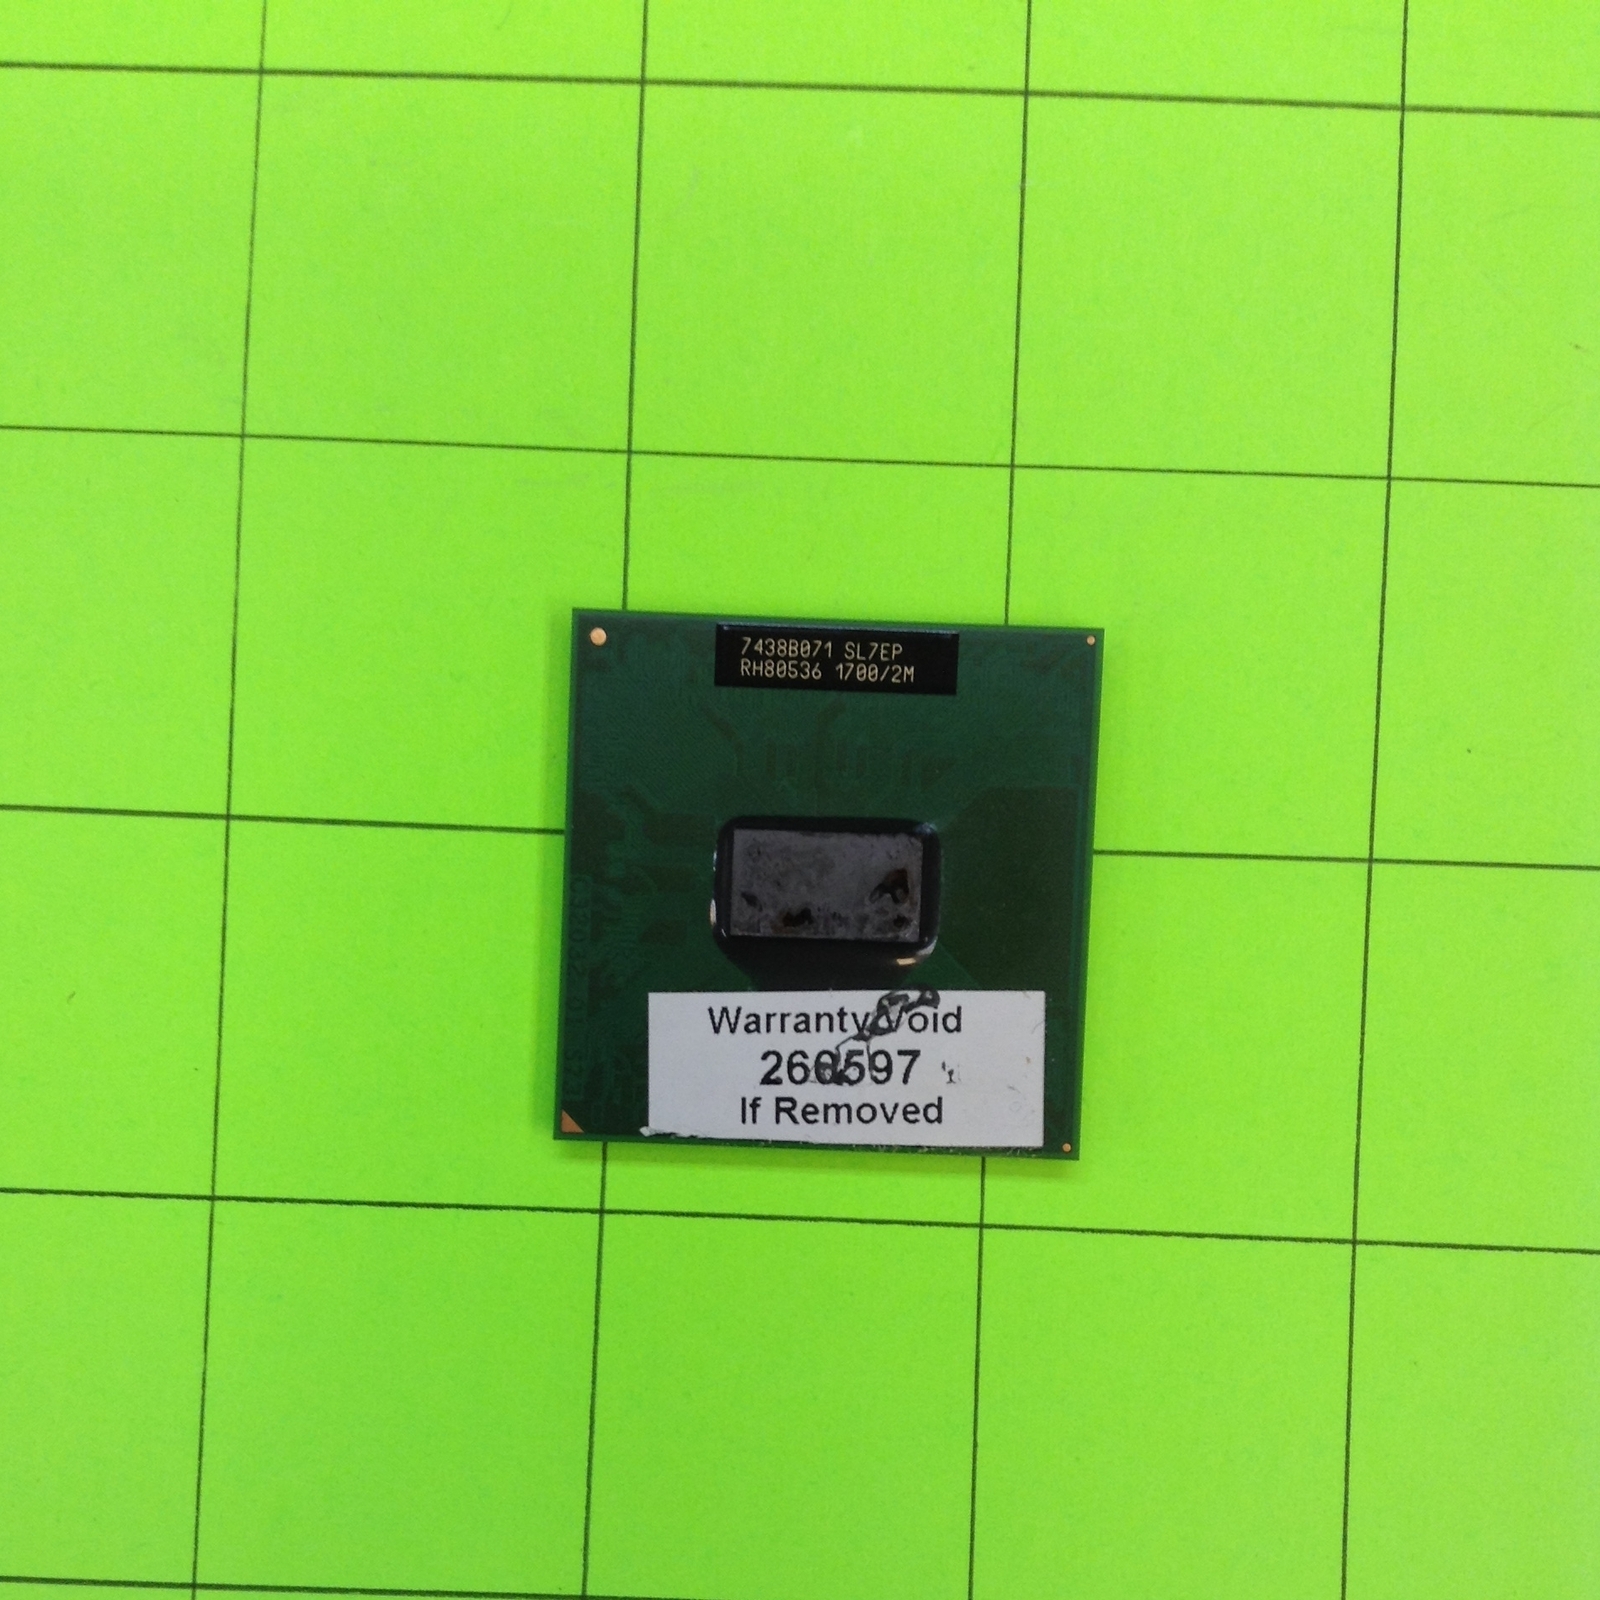 7438B071 SL7EP
RH80536 1700/2M
Warranty Void
260597
If Removed